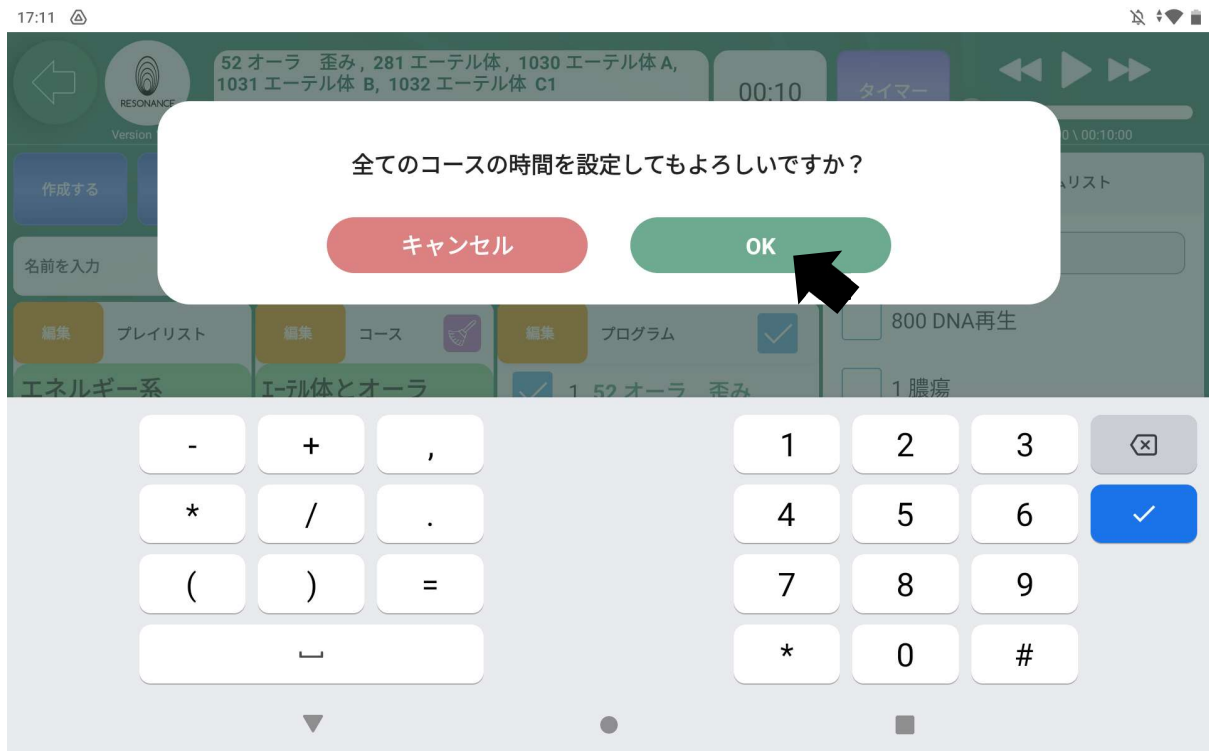 17:11
52 オーラ　歪み, 281 エーテル体, 1030 エーテル体 A,
1031 エーテル体 B, 1032 エーテル体 C1
RESONANCE
Version
00:10
タイマー
0 \ 00:10:00
全てのコースの時間を設定してもよろしいですか？
キャンセル
OK
作成する
リスト
名前を入力
編集
プレイリスト
編集
コース
編集
プログラム
800 DNA再生
エネルギー系
エーテル体とオーラ
1 52 オーラ　歪み
1 膿瘍
- + , 1 2 3
* / . 4 5 6
( ) = 7 8 9
* 0 #